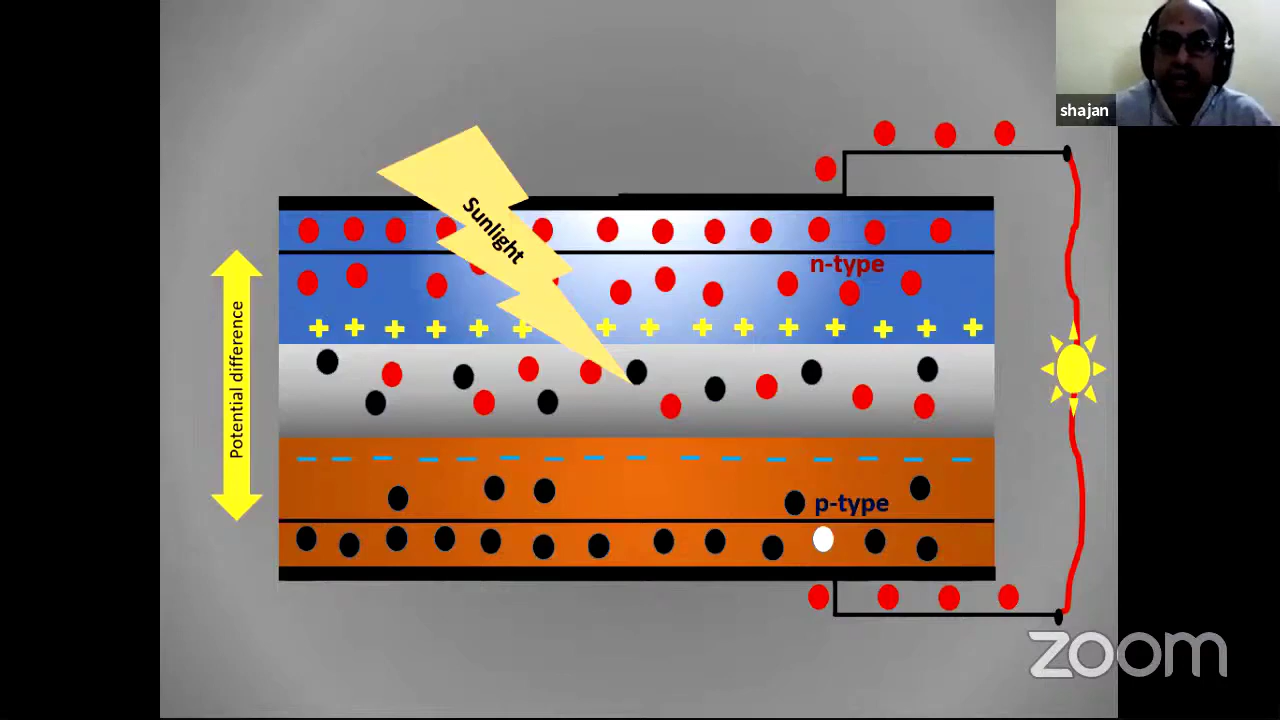 shajan
Sunlight
n-type
Potential difference
p-type
zoom